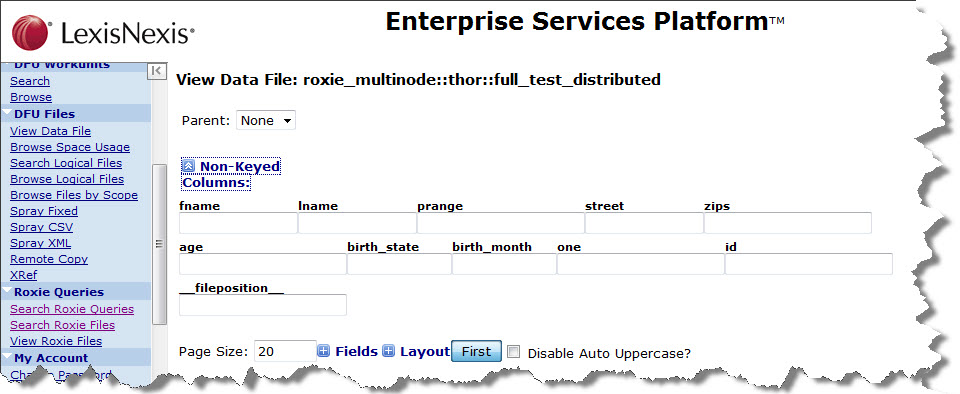 LexisNexis®
Enterprise Services Platform™
DFU Workunits
Search
Browse
DFU Files
View Data File
Browse Space Usage
Search Logical Files
Browse Logical Files
Browse Files by Scope
Spray Fixed
Spray CSV
Spray XML
Remote Copy
XRef
Roxie Queries
Search Roxie Queries
Search Roxie Files
View Roxie Files
My Account
View Data File: roxie_multinode::thor::full_test_distributed
Parent: None
Non-Keyed
Columns:
fname lname prange street zips
age birth_state birth_month one id
__fileposition__
Page Size: 20 Fields Layout First Disable Auto Uppercase?